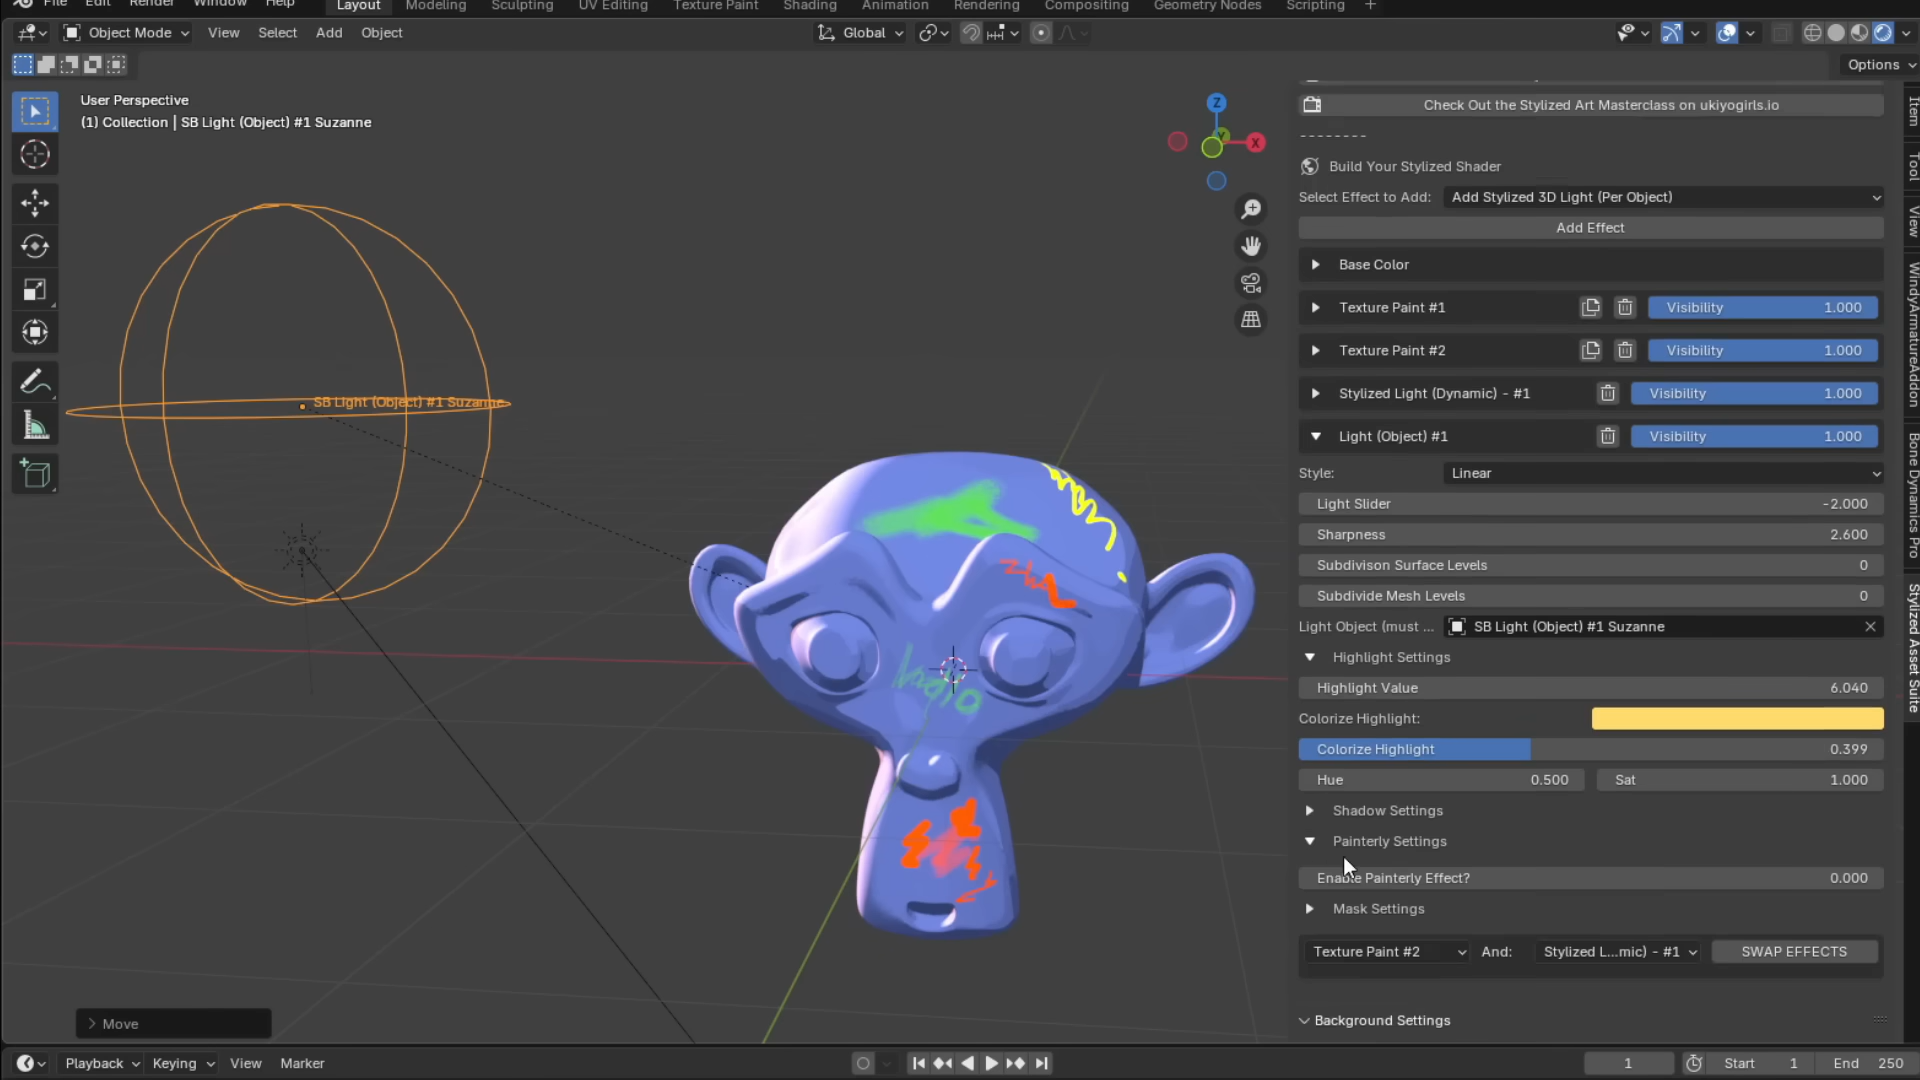 File Edit Render Window Help Layout Modeling Sculpting UV Editing Texture Paint Shading Animation Rendering Compositing Geometry Nodes Scripting +
Object Mode View Select Add Object Global
Options
User Perspective
(1) Collection | SB Light (Object) #1 Suzanne
Z
Y
X
SB Light (Object) #1 Suzanne
Check Out the Stylized Art Masterclass on ukiyogirls.io
--------
Build Your Stylized Shader
Select Effect to Add: Add Stylized 3D Light (Per Object)
Add Effect
Base Color
Texture Paint #1 Visibility 1.000
Texture Paint #2 Visibility 1.000
Stylized Light (Dynamic) - #1 Visibility 1.000
Light (Object) #1 Visibility 1.000
Style: Linear
Light Slider -2.000
Sharpness 2.600
Subdivison Surface Levels 0
Subdivide Mesh Levels 0
Light Object (must ... SB Light (Object) #1 Suzanne
Highlight Settings
Highlight Value 6.040
Colorize Highlight:
Colorize Highlight 0.399
Hue 0.500 Sat 1.000
Shadow Settings
Painterly Settings
Enable Painterly Effect? 0.000
Mask Settings
Texture Paint #2 And: Stylized L...mic) - #1 SWAP EFFECTS
Background Settings
Item
Tool
View
WindyArmatureAddon
Bone Dynamics Pro
Stylized Asset Suite
Move
Playback Keying View Marker 1 Start 1 End 250